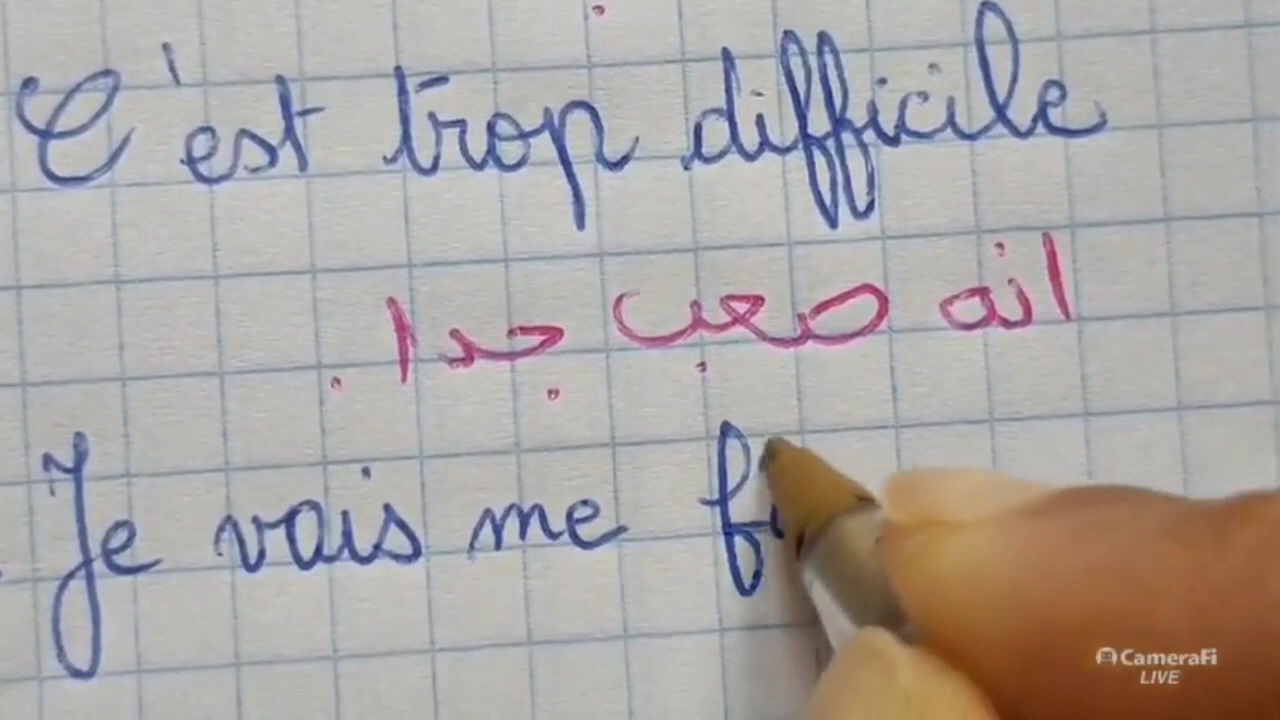 C'est trop difficile
انه صعب جدا .
Je vais me
CameraFi
LIVE